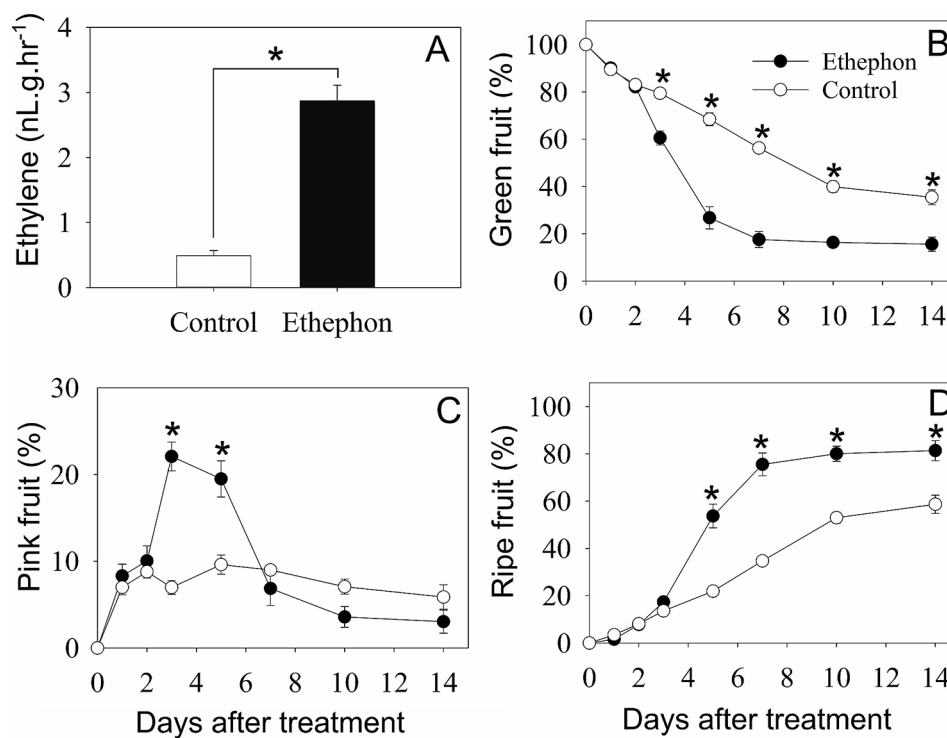 A
Ethylene (nL.g.hr-1)
4
3
2
1
0
*
Control Ethephon
B
Green fruit (%)
100
80
60
40
20
0
Ethephon
Control
* * * * *
0 2 4 6 8 10 12 14
C
Pink fruit (%)
30
20
10
0
* *
0 2 4 6 8 10 12 14
Days after treatment
D
Ripe fruit (%)
100
80
60
40
20
0
* * * *
0 2 4 6 8 10 12 14
Days after treatment